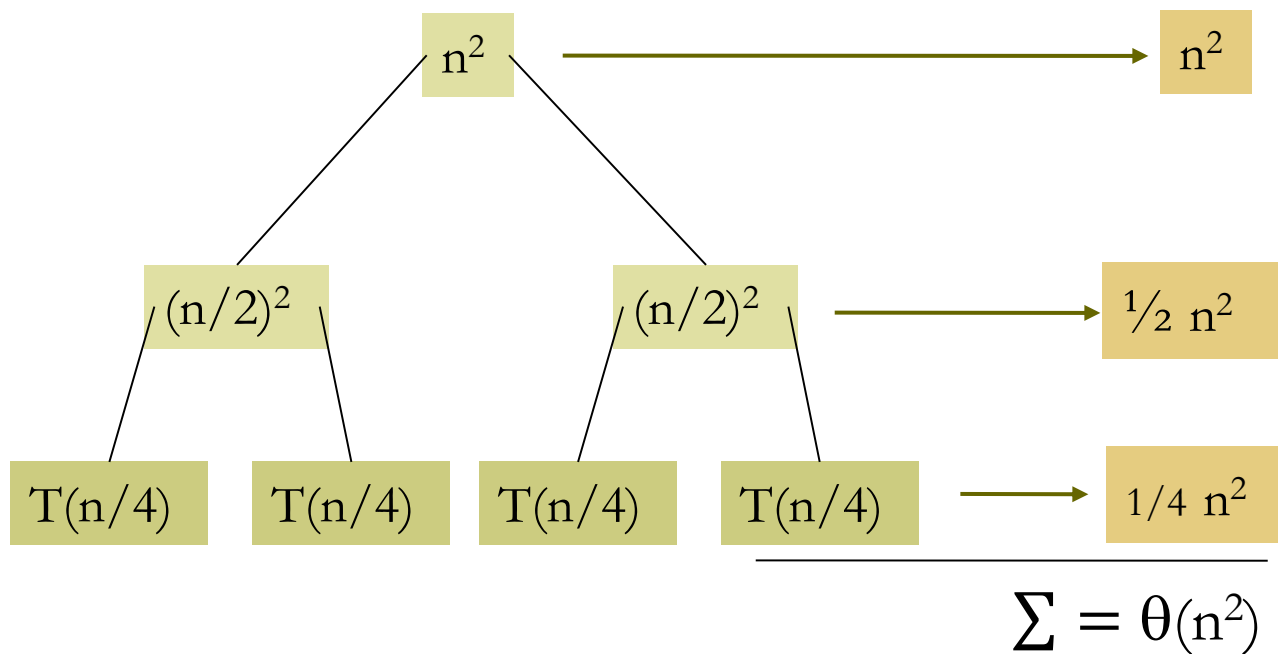 n² n²
(n/2)² (n/2)² ½ n²
T(n/4) T(n/4) T(n/4) T(n/4) 1/4 n²
∑ = θ(n²)